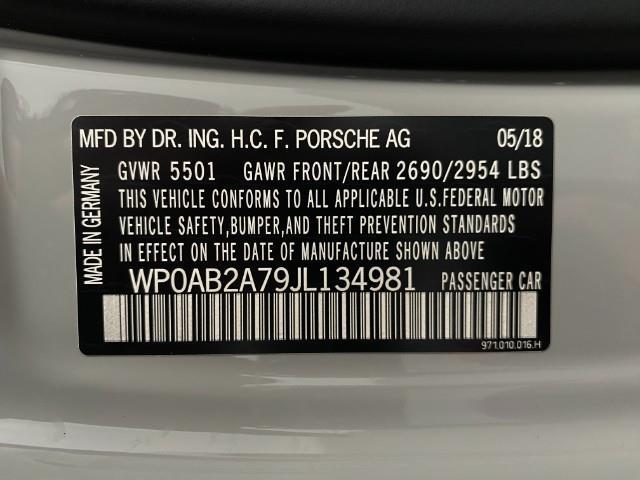 MFD BY DR. ING. H.C. F. PORSCHE AG 05/18
GVWR 5501 GAWR FRONT/REAR 2690/2954 LBS
THIS VEHICLE CONFORMS TO ALL APPLICABLE U.S.FEDERAL MOTOR
VEHICLE SAFETY,BUMPER,AND THEFT PREVENTION STANDARDS
IN EFFECT ON THE DATE OF MANUFACTURE SHOWN ABOVE
WP0AB2A79JL134981 PASSENGER CAR
971.010.016.H
MADE IN GERMANY